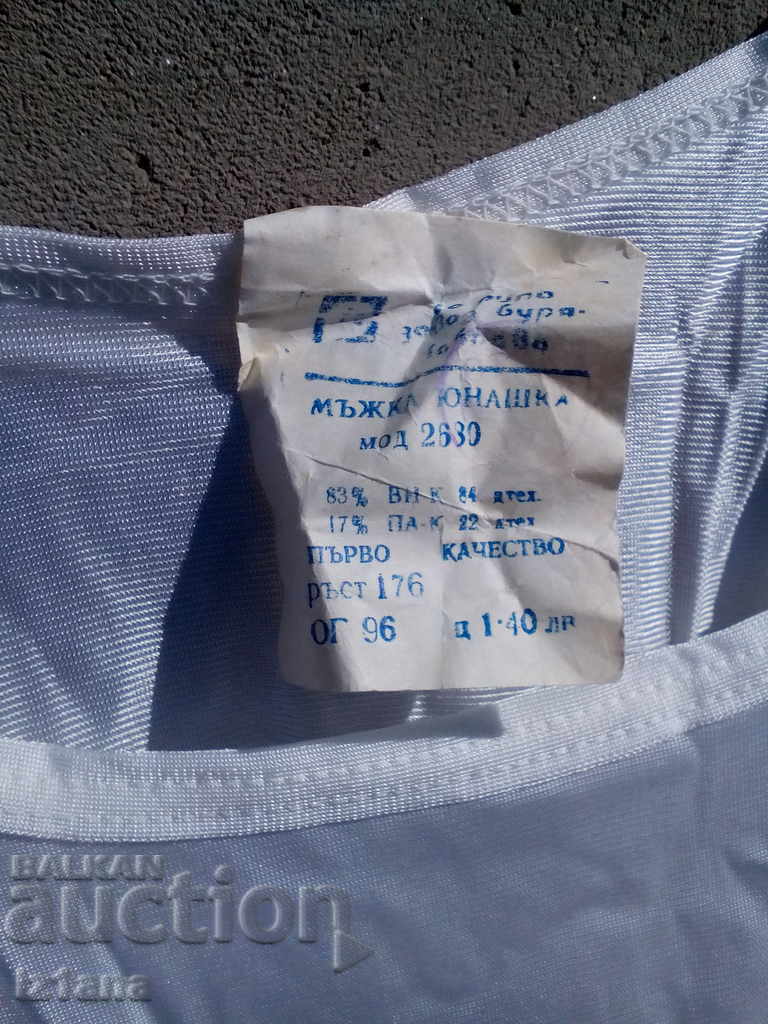 МЪЖКА ЮНАШКА
МОД 2680
83% ВН-К 84 дтех.
17% ПА-К 22 дтех
ПЪРВО КАЧЕСТВО
РЪСТ 176
ОГ 96 ц 1·40 лв
BALKAN
auction
iztana